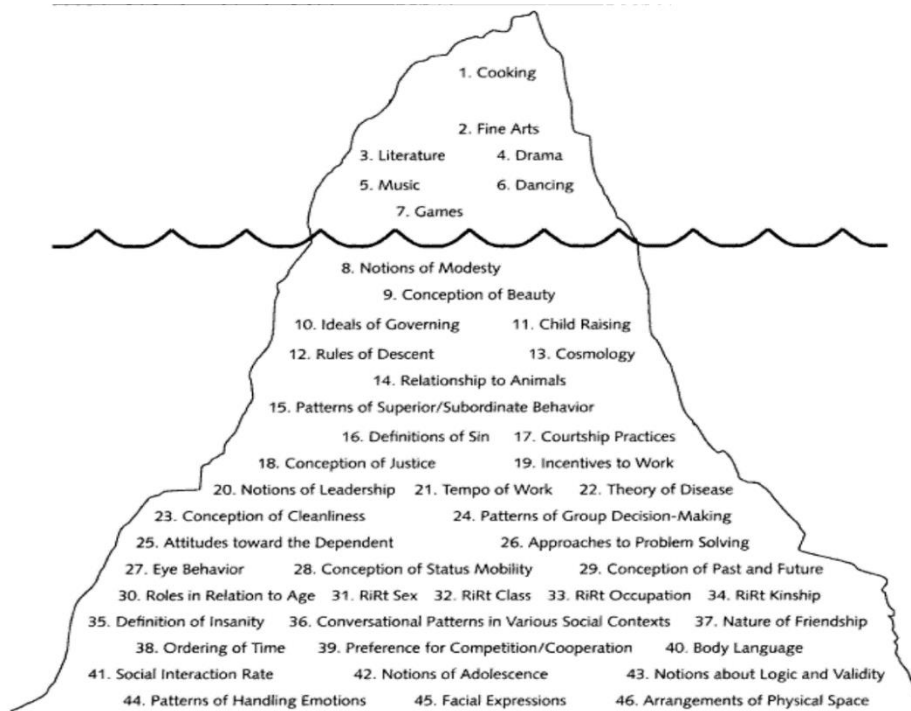 1. Cooking
2. Fine Arts
3. Literature 4. Drama
5. Music 6. Dancing
7. Games
8. Notions of Modesty
9. Conception of Beauty
10. Ideals of Governing 11. Child Raising
12. Rules of Descent 13. Cosmology
14. Relationship to Animals
15. Patterns of Superior/Subordinate Behavior
16. Definitions of Sin 17. Courtship Practices
18. Conception of Justice 19. Incentives to Work
20. Notions of Leadership 21. Tempo of Work 22. Theory of Disease
23. Conception of Cleanliness 24. Patterns of Group Decision-Making
25. Attitudes toward the Dependent 26. Approaches to Problem Solving
27. Eye Behavior 28. Conception of Status Mobility 29. Conception of Past and Future
30. Roles in Relation to Age 31. RiRt Sex 32. RiRt Class 33. RiRt Occupation 34. RiRt Kinship
35. Definition of Insanity 36. Conversational Patterns in Various Social Contexts 37. Nature of Friendship
38. Ordering of Time 39. Preference for Competition/Cooperation 40. Body Language
41. Social Interaction Rate 42. Notions of Adolescence 43. Notions about Logic and Validity
44. Patterns of Handling Emotions 45. Facial Expressions 46. Arrangements of Physical Space